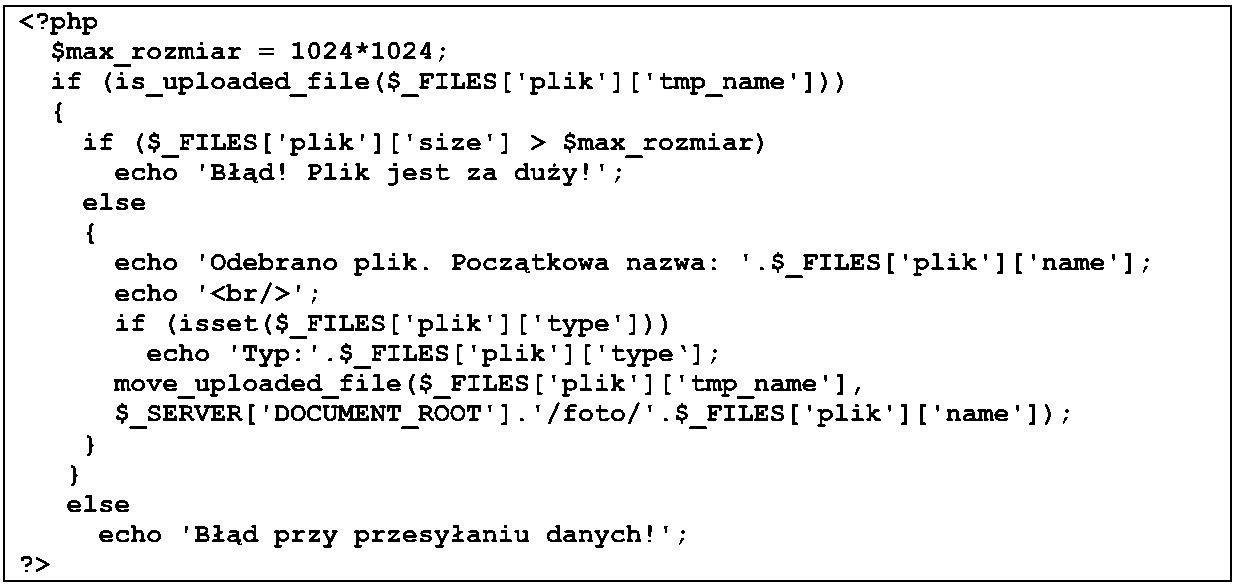 <?php
$max_rozmiar = 1024*1024;
if (is_uploaded_file($_FILES['plik']['tmp_name']))
{
if ($_FILES['plik']['size'] > $max_rozmiar)
echo 'Błąd! Plik jest za duży!';
else
{
echo 'Odebrano plik. Początkowa nazwa: '.$_FILES['plik']['name'];
echo '<br/>';
if (isset($_FILES['plik']['type']))
echo 'Typ:'.$_FILES['plik']['type‘];
move_uploaded_file($_FILES['plik']['tmp_name'],
$_SERVER['DOCUMENT_ROOT'].'/foto/'.$_FILES['plik']['name']);
}
}
else
echo 'Błąd przy przesyłaniu danych!';
?>